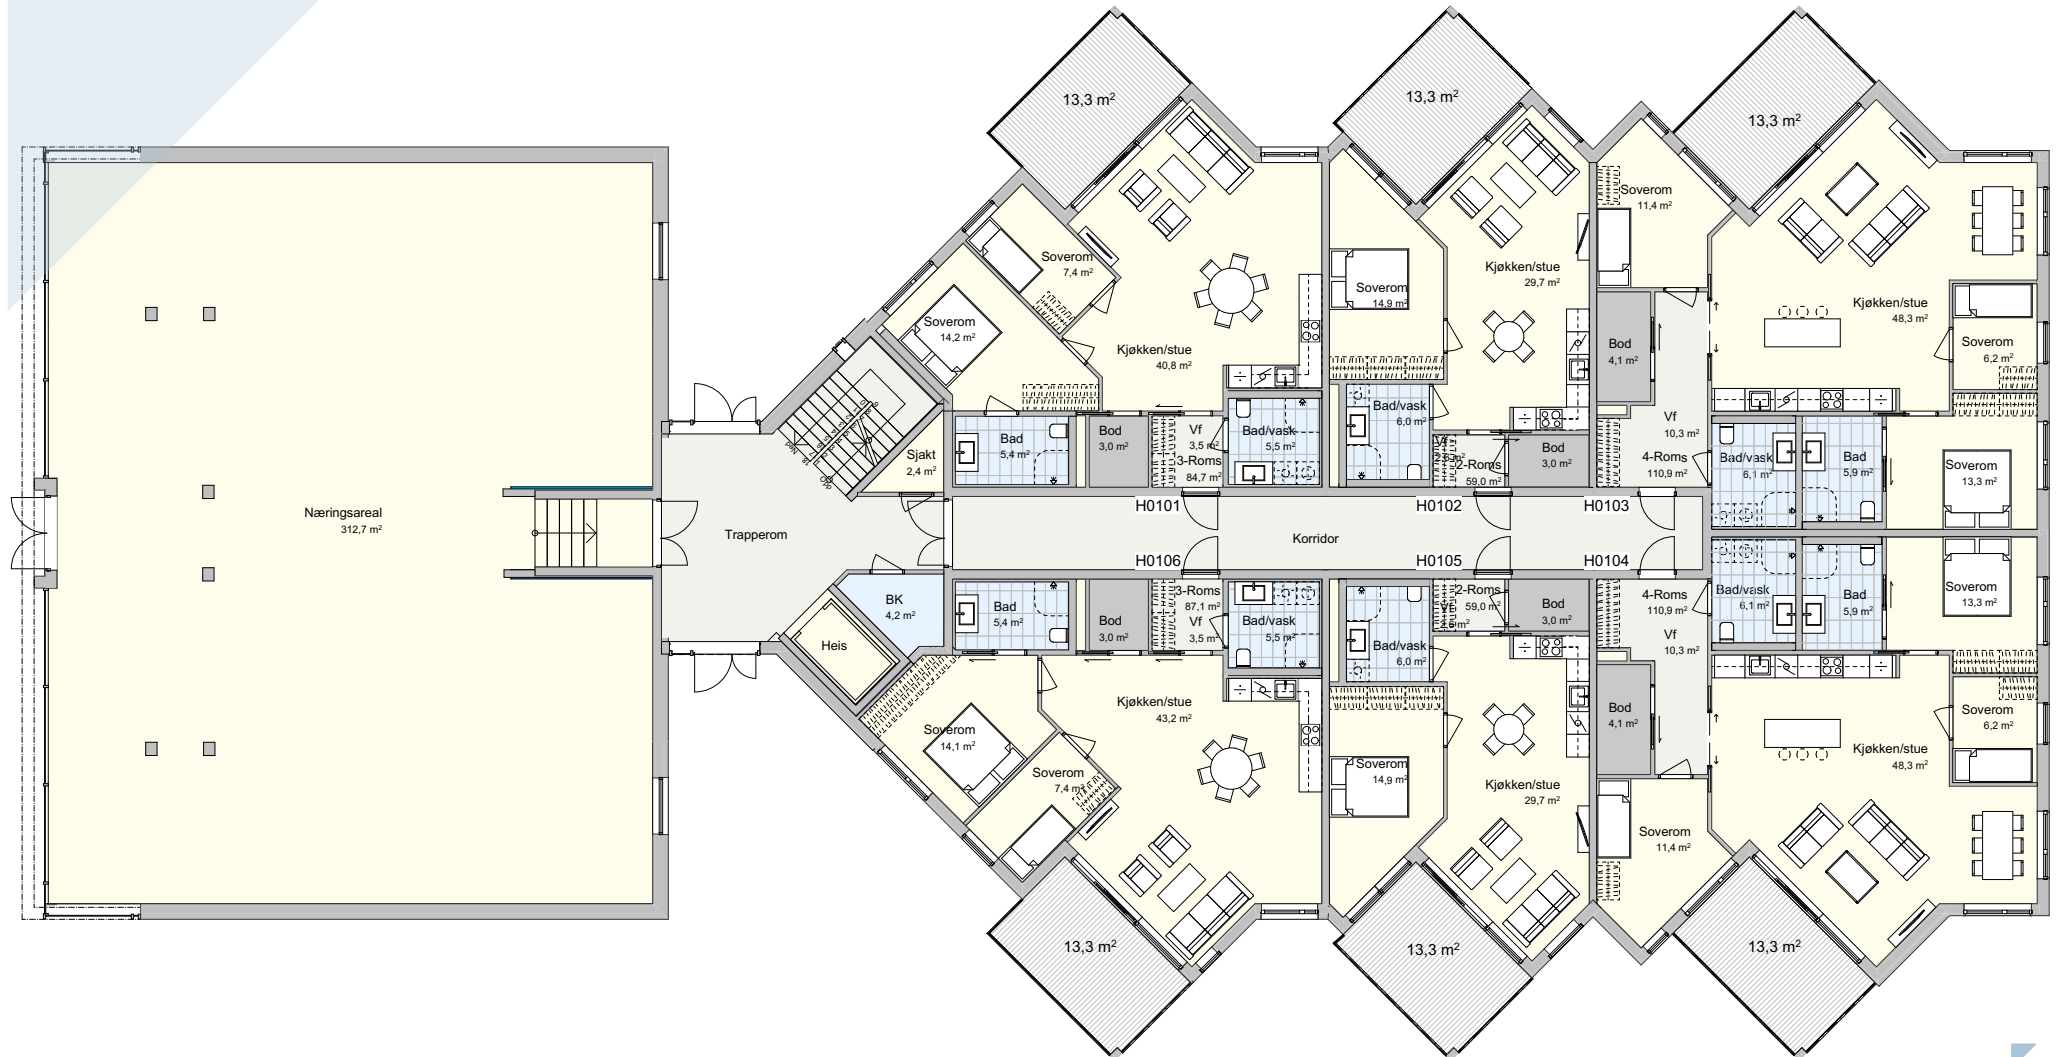 13,3 m²
13,3 m²
13,3 m²
Soverom
7,4 m²
Soverom
14,2 m²
Kjøkken/stue
40,8 m²
Soverom
14,9 m²
Kjøkken/stue
29,7 m²
Soverom
11,4 m²
Kjøkken/stue
48,3 m²
Soverom
6,2 m²
Bod
4,1 m²
Vf
10,3 m²
4-Roms
110,9 m²
Sjakt
2,4 m²
Bad
5,4 m²
Bod
3,0 m²
Vf
3,5 m²
3-Roms
84,7 m²
Bad/vask
5,5 m²
Bad/vask
6,0 m²
Vf
2-Roms
59,0 m²
Bod
3,0 m²
Bad/vask
6,1 m²
Bad
5,9 m²
Soverom
13,3 m²
Ned
Opp
18
Næringsareal
312,7 m²
Trapperom
H0101
H0102
H0103
Korridor
H0106
H0105
H0104
BK
4,2 m²
Heis
Bad
5,4 m²
Bod
3,0 m²
3-Roms
87,1 m²
Vf
3,5 m²
Bad/vask
5,5 m²
Bad/vask
6,0 m²
2-Roms
59,0 m²
Vf
Bod
3,0 m²
4-Roms
110,9 m²
Vf
10,3 m²
Bad/vask
6,1 m²
Bad
5,9 m²
Soverom
13,3 m²
Soverom
14,1 m²
Soverom
7,4 m²
Kjøkken/stue
43,2 m²
Soverom
14,9 m²
Kjøkken/stue
29,7 m²
Bod
4,1 m²
Soverom
11,4 m²
Kjøkken/stue
48,3 m²
Soverom
6,2 m²
13,3 m²
13,3 m²
13,3 m²